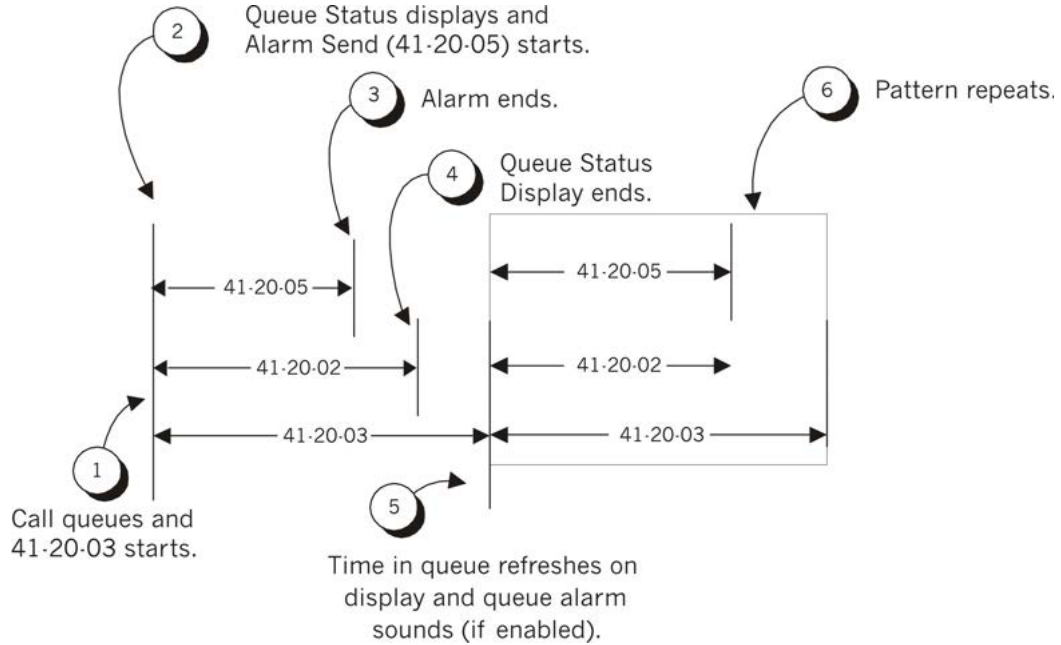 2
Queue Status displays and
Alarm Send (41-20-05) starts.
3
Alarm ends.
6
Pattern repeats.
4
Queue Status
Display ends.
41-20-05
41-20-05
41-20-02
41-20-02
41-20-03
41-20-03
1
Call queues and
41-20-03 starts.
5
Time in queue refreshes on
display and queue alarm
sounds (if enabled).